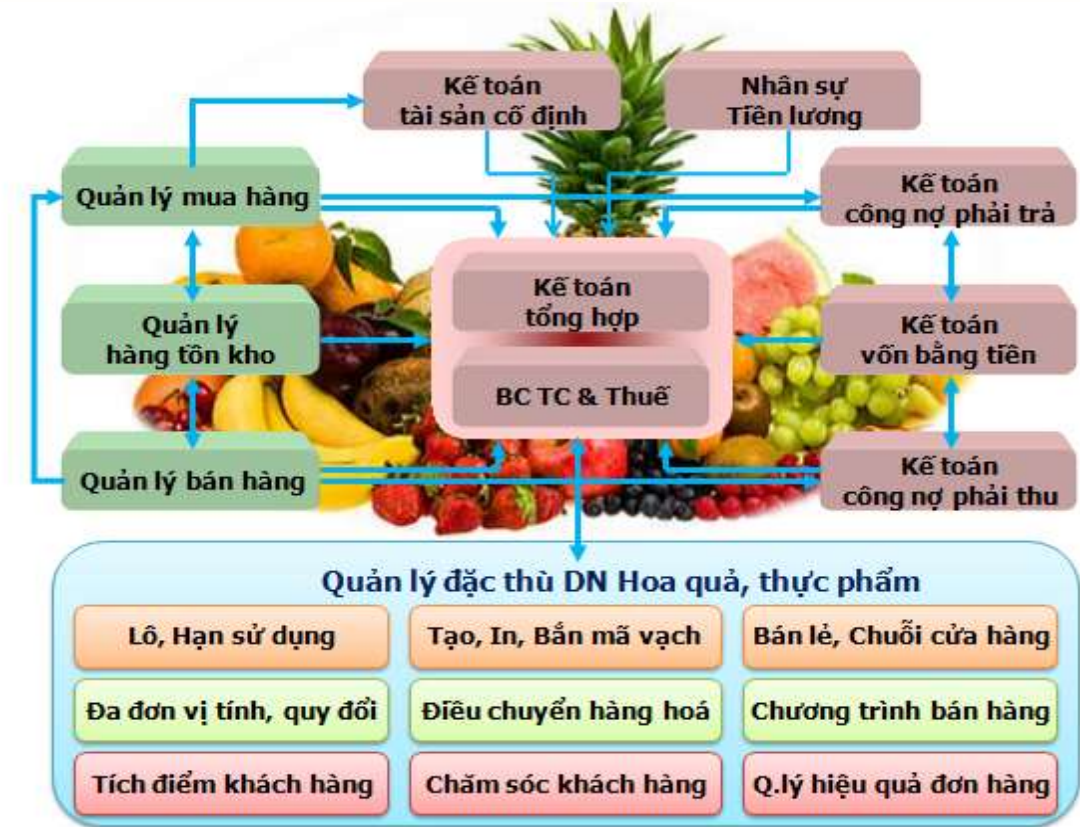 Kế toán
tài sản cố định
Nhân sự
Tiền lương
Quản lý mua hàng
Kế toán
công nợ phải trả
Kế toán
tổng hợp
Quản lý
hàng tồn kho
Kế toán
vốn bằng tiền
BC TC & Thuế
Quản lý bán hàng
Kế toán
công nợ phải thu
Quản lý đặc thù DN Hoa quả, thực phẩm
Lô, Hạn sử dụng
Tạo, In, Bắn mã vạch
Bán lẻ, Chuỗi cửa hàng
Đa đơn vị tính, quy đổi
Điều chuyển hàng hoá
Chương trình bán hàng
Tích điểm khách hàng
Chăm sóc khách hàng
Q.lý hiệu quả đơn hàng